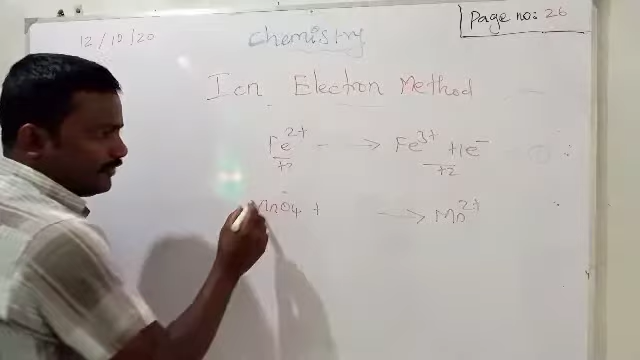 Page no: 26
12/10/20
Chemistry
Ion Electron Method
Fe²⁺ → Fe³⁺ + 1e⁻
+2 +2
MnO₄⁻ + → Mn²⁺